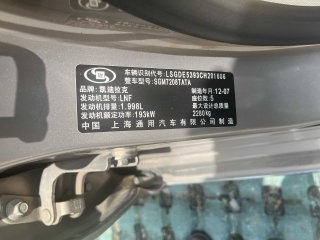 车辆识别代号: LSGDE5393CH201606
整车型号: SGM7208TATA
品牌: 凯迪拉克 制造年月 12-07
发动机型号: LNF 座位数 5
发动机排量: 1.998L 最大设计总质量
发动机额定功率: 193kW 2260kg
中国 上海通用汽车有限公司制造